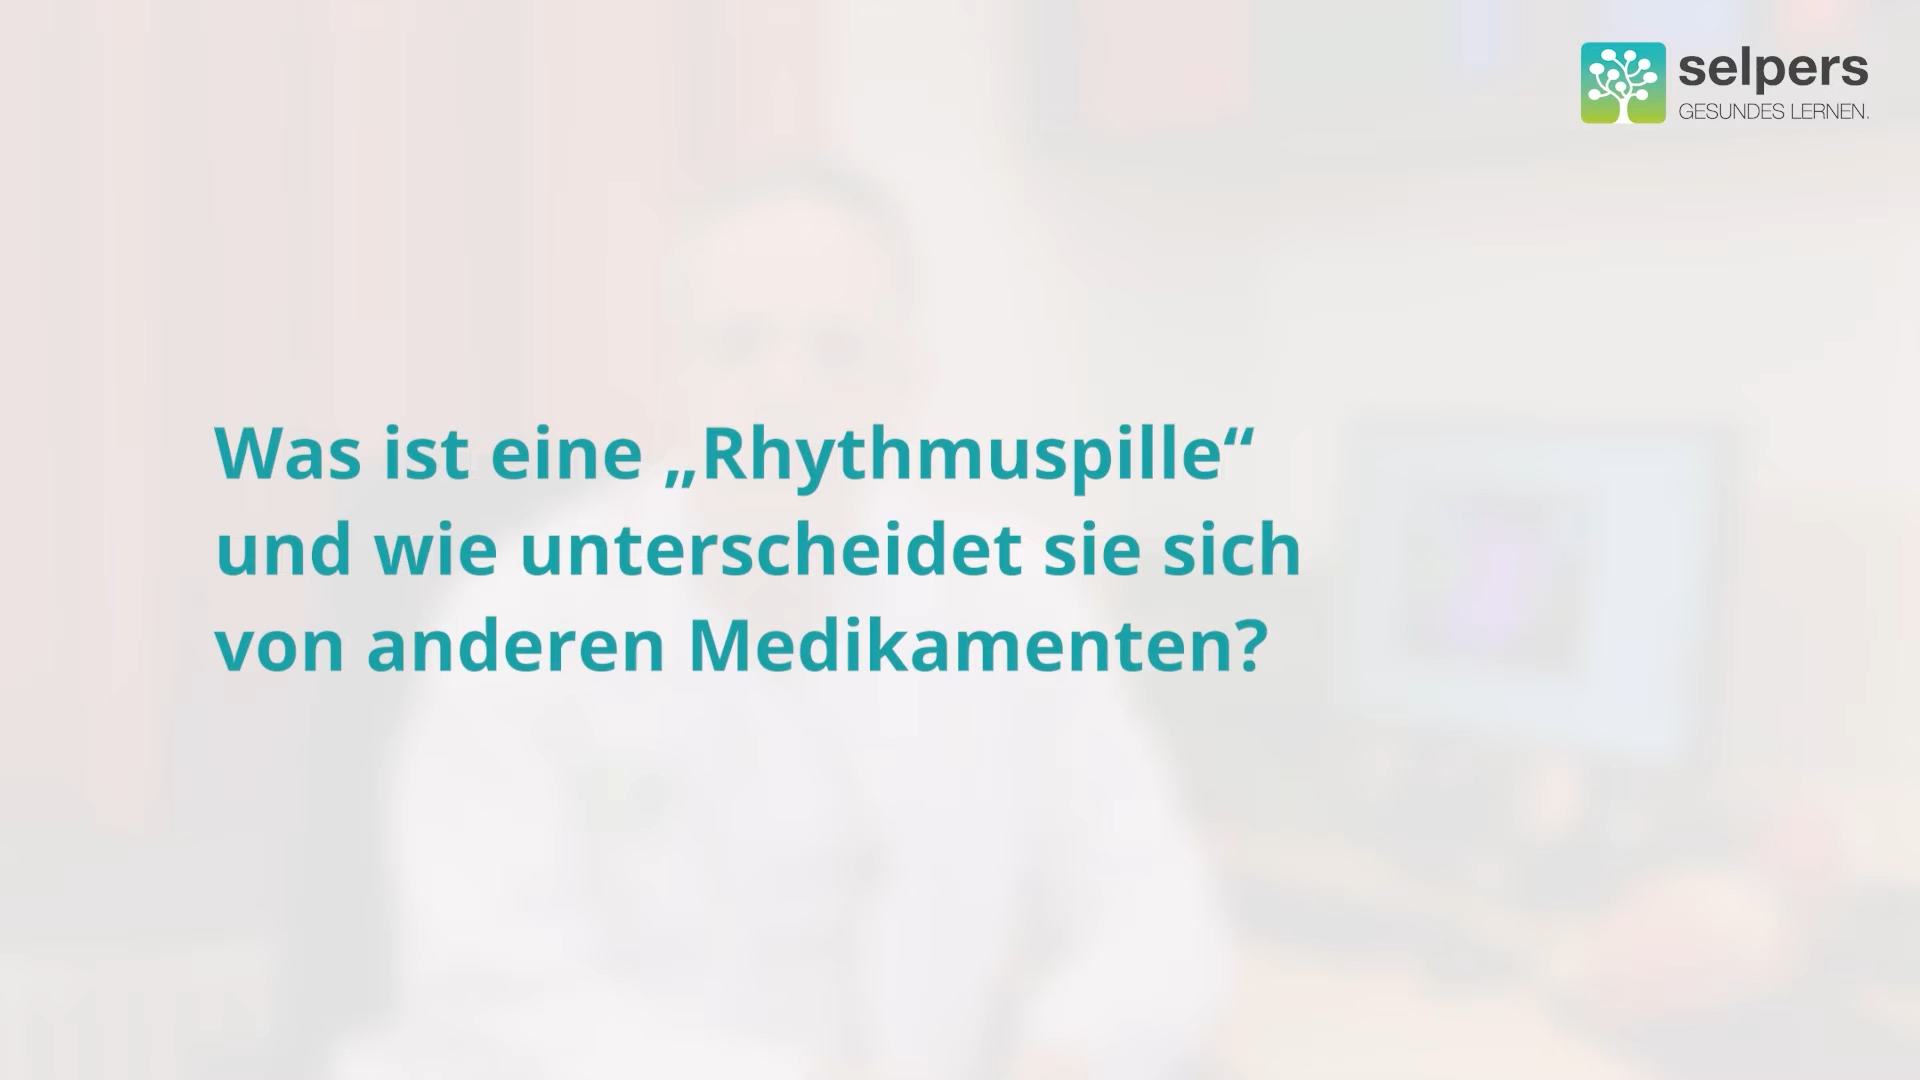 selpers
GESUNDES LERNEN.
Was ist eine „Rhythmuspille“
und wie unterscheidet sie sich
von anderen Medikamenten?